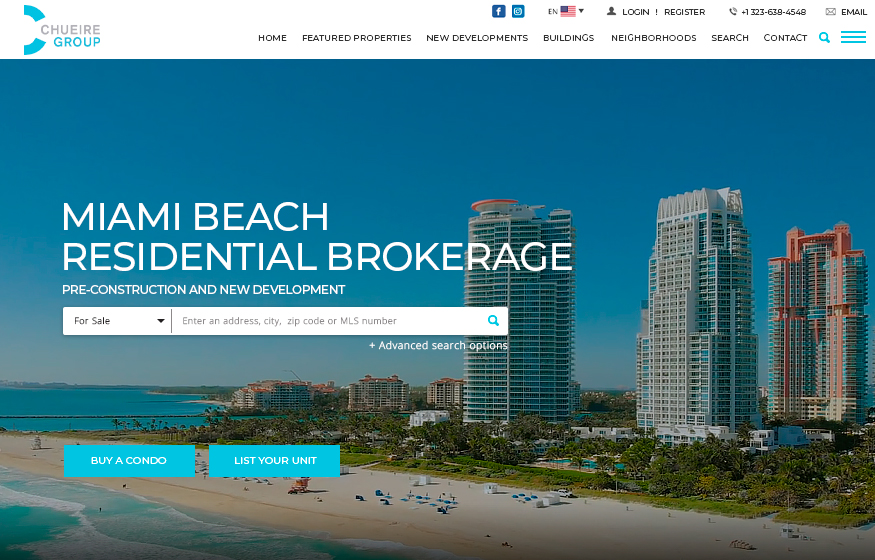 EN
LOGIN ! REGISTER
+1 323-638-4548
EMAIL
CHUEIRE
GROUP
HOME
FEATURED PROPERTIES
NEW DEVELOPMENTS
BUILDINGS
NEIGHBORHOODS
SEARCH
CONTACT
MIAMI BEACH
RESIDENTIAL BROKERAGE
PRE-CONSTRUCTION AND NEW DEVELOPMENT
For Sale
Enter an address, city, zip code or MLS number
+ Advanced search options
BUY A CONDO
LIST YOUR UNIT